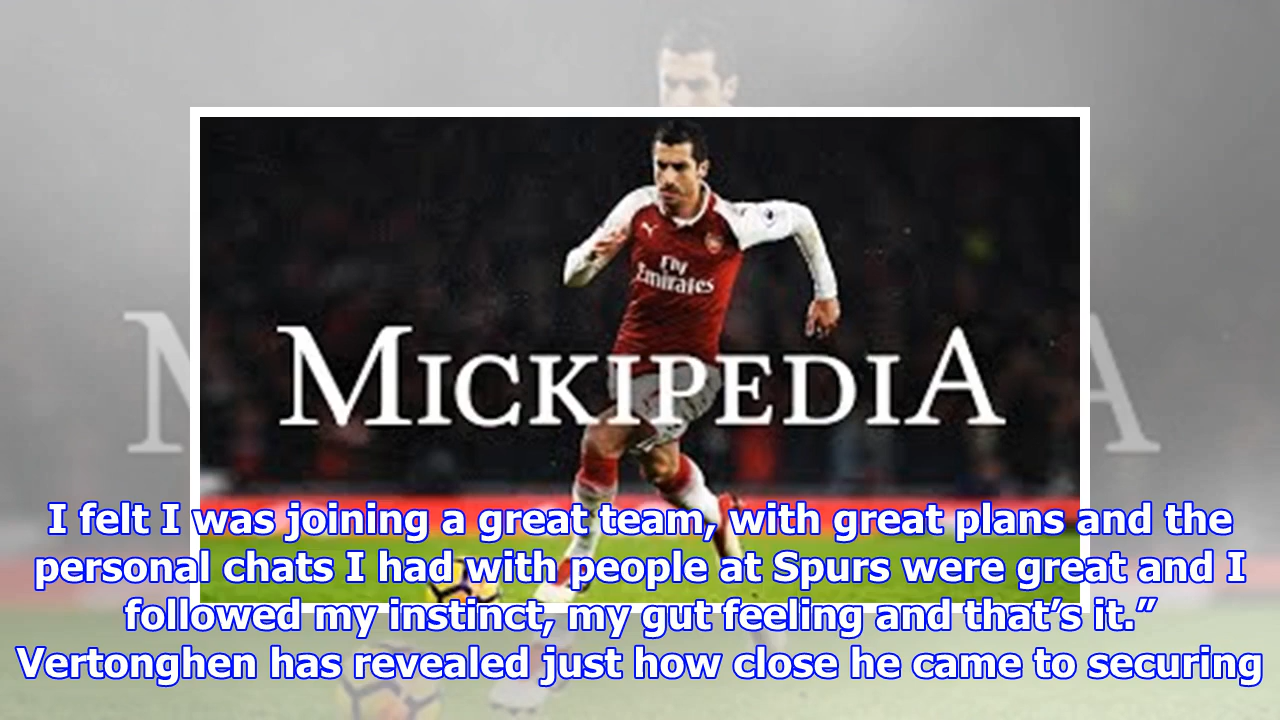 Fly
Emirates
MICKIPEDIA
M
A
I felt I was joining a great team, with great plans and the
personal chats I had with people at Spurs were great and I
followed my instinct, my gut feeling and that’s it.”
Vertonghen has revealed just how close he came to securing